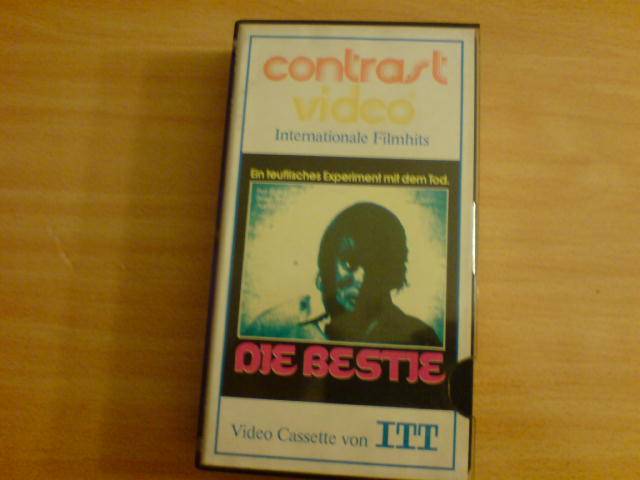 contrast
video
Internationale Filmhits
Ein teuflisches Experiment mit dem Tod.
DIE BESTIE
Video Cassette von ITT